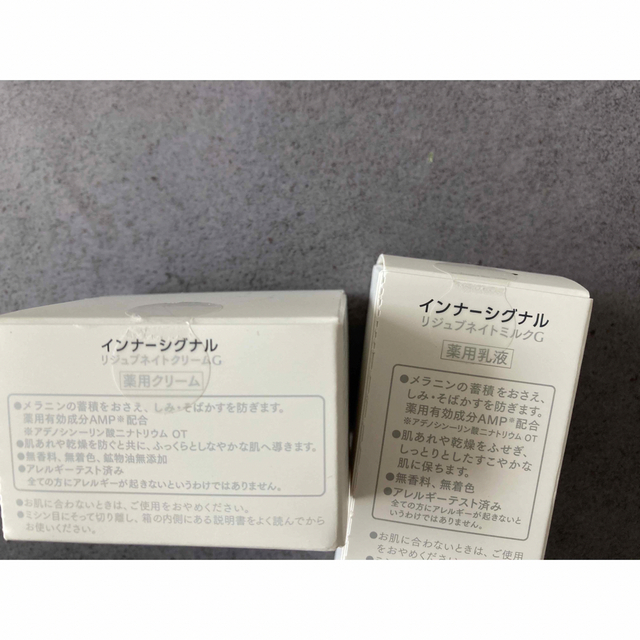 インナーシグナル
リジュブネイトクリームG
薬用クリーム
●メラニンの蓄積をおさえ、しみ・そばかすを防ぎます。
薬用有効成分AMP※配合
※アデノシン一リン酸二ナトリウム OT
●肌あれや乾燥を防ぐと共に、ふっくらとしなやかな肌へ導きます。
●無香料、無着色、鉱物油無添加
●アレルギーテスト済み
全ての方にアレルギーが起きないというわけではありません。
●お肌に合わないときは、ご使用をおやめください。
●ミシン目にそって切り離し、箱の内側にある説明書をよく読んでから
お使いください。
インナーシグナル
リジュブネイトミルクG
薬用乳液
●メラニンの蓄積をおさえ、
しみ・そばかすを防ぎます。
薬用有効成分AMP※配合
※アデノシン一リン酸二ナトリウム OT
●肌あれや乾燥をふせぎ、
しっとりとしたすこやかな
肌に保ちます。
●無香料、無着色
●アレルギーテスト済み
全ての方にアレルギーが起きないと
いうわけではありません。
●お肌に合わないときは、ご使用
をおやめください。